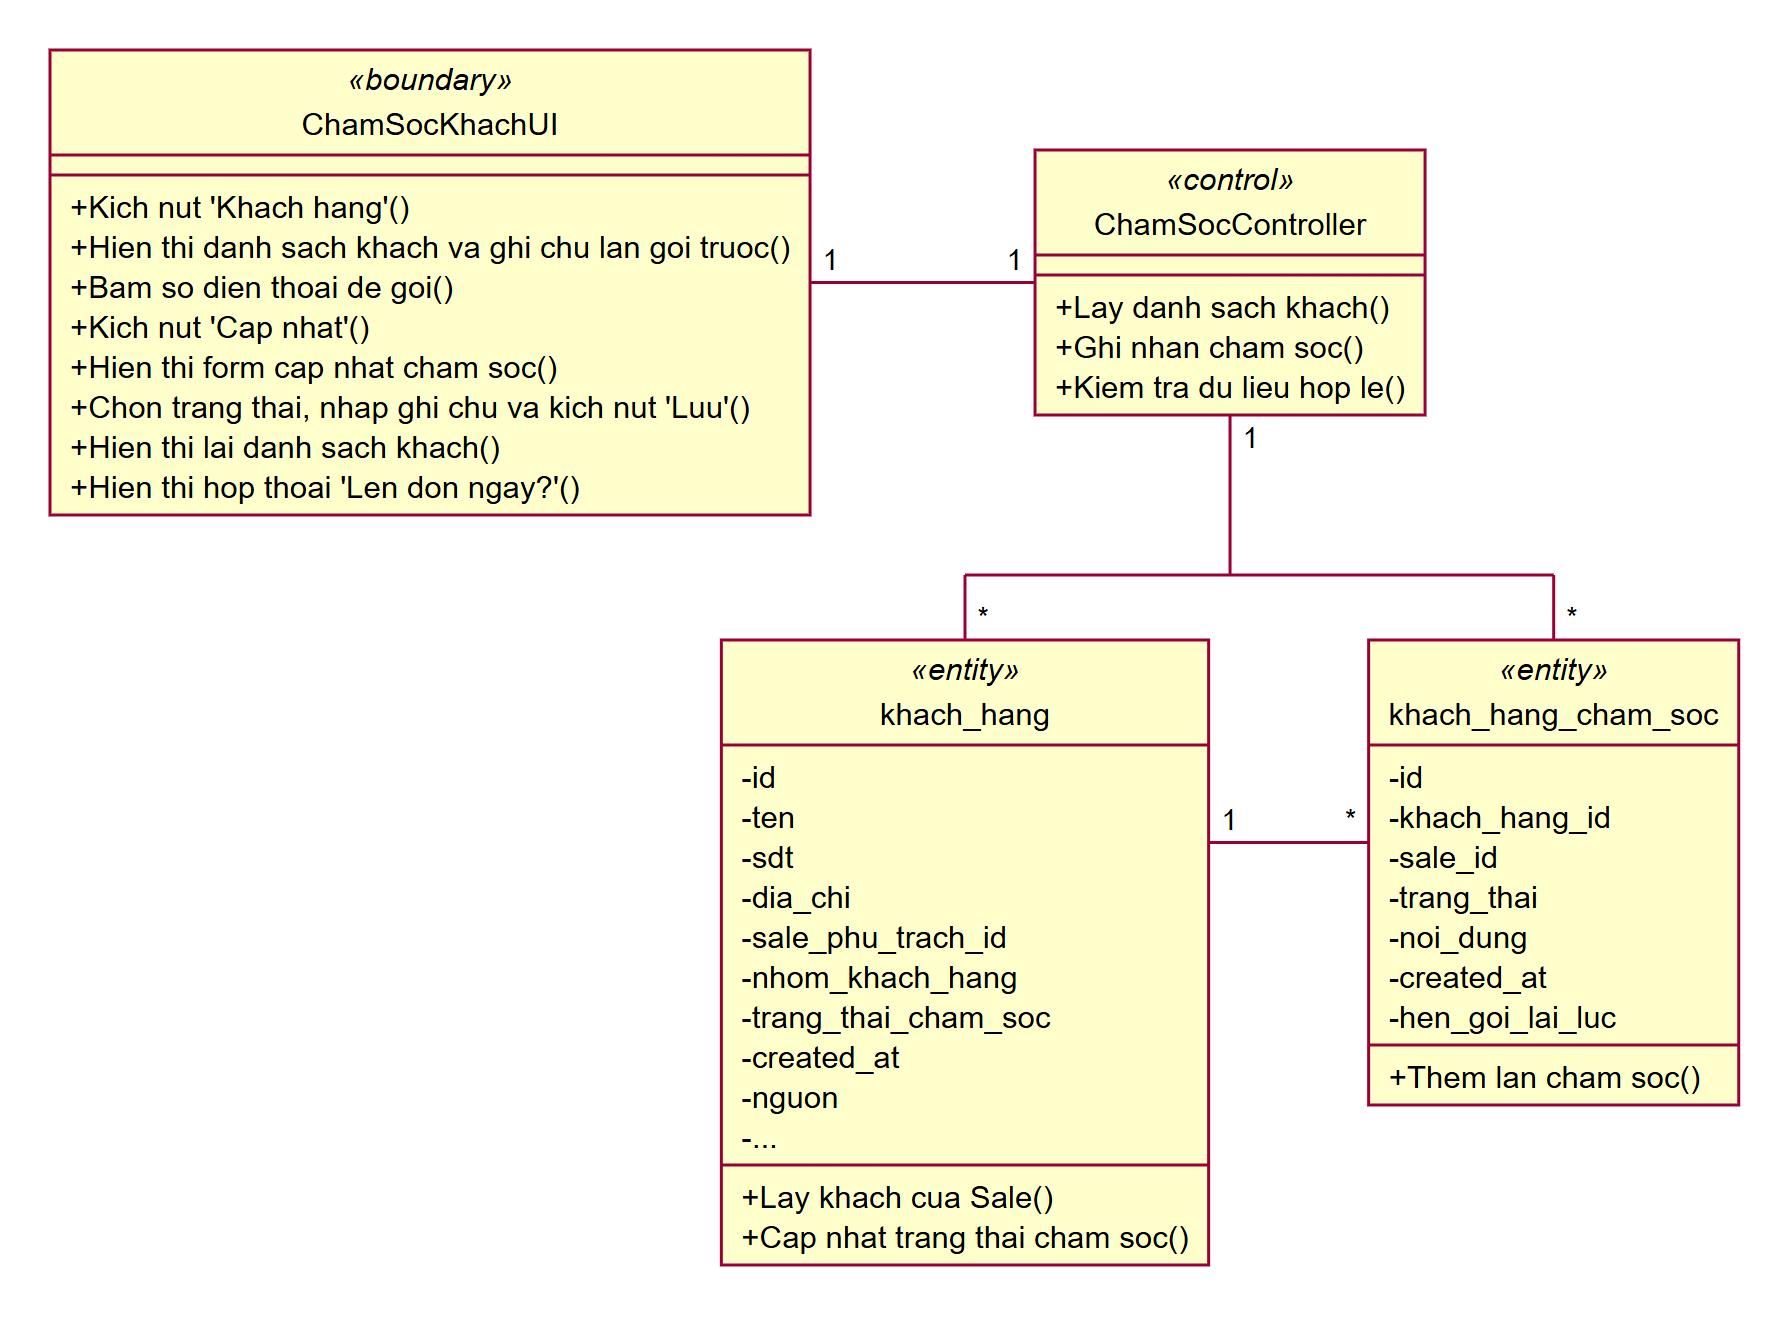 «boundary»
ChamSocKhachUI
+Kich nut 'Khach hang'()
+Hien thi danh sach khach va ghi chu lan goi truoc()
+Bam so dien thoai de goi()
+Kich nut 'Cap nhat'()
+Hien thi form cap nhat cham soc()
+Chon trang thai, nhap ghi chu va kich nut 'Luu'()
+Hien thi lai danh sach khach()
+Hien thi hop thoai 'Len don ngay?'()
1
1
«control»
ChamSocController
+Lay danh sach khach()
+Ghi nhan cham soc()
+Kiem tra du lieu hop le()
1
*
*
«entity»
khach_hang
-id
-ten
-sdt
-dia_chi
-sale_phu_trach_id
-nhom_khach_hang
-trang_thai_cham_soc
-created_at
-nguon
-...
+Lay khach cua Sale()
+Cap nhat trang thai cham soc()
1
*
«entity»
khach_hang_cham_soc
-id
-khach_hang_id
-sale_id
-trang_thai
-noi_dung
-created_at
-hen_goi_lai_luc
+Them lan cham soc()